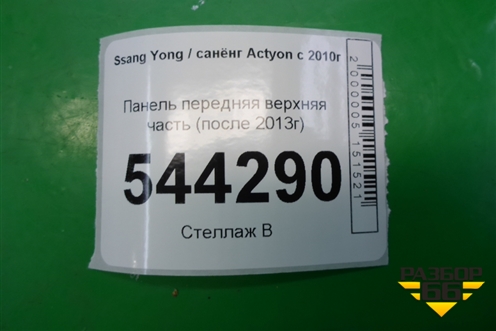 Ssang Yong / санёнг Actyon с 2010г
Панель передняя верхняя
часть (после 2013г)
544290
Стеллаж В
2000005151521
РАЗБОР
66